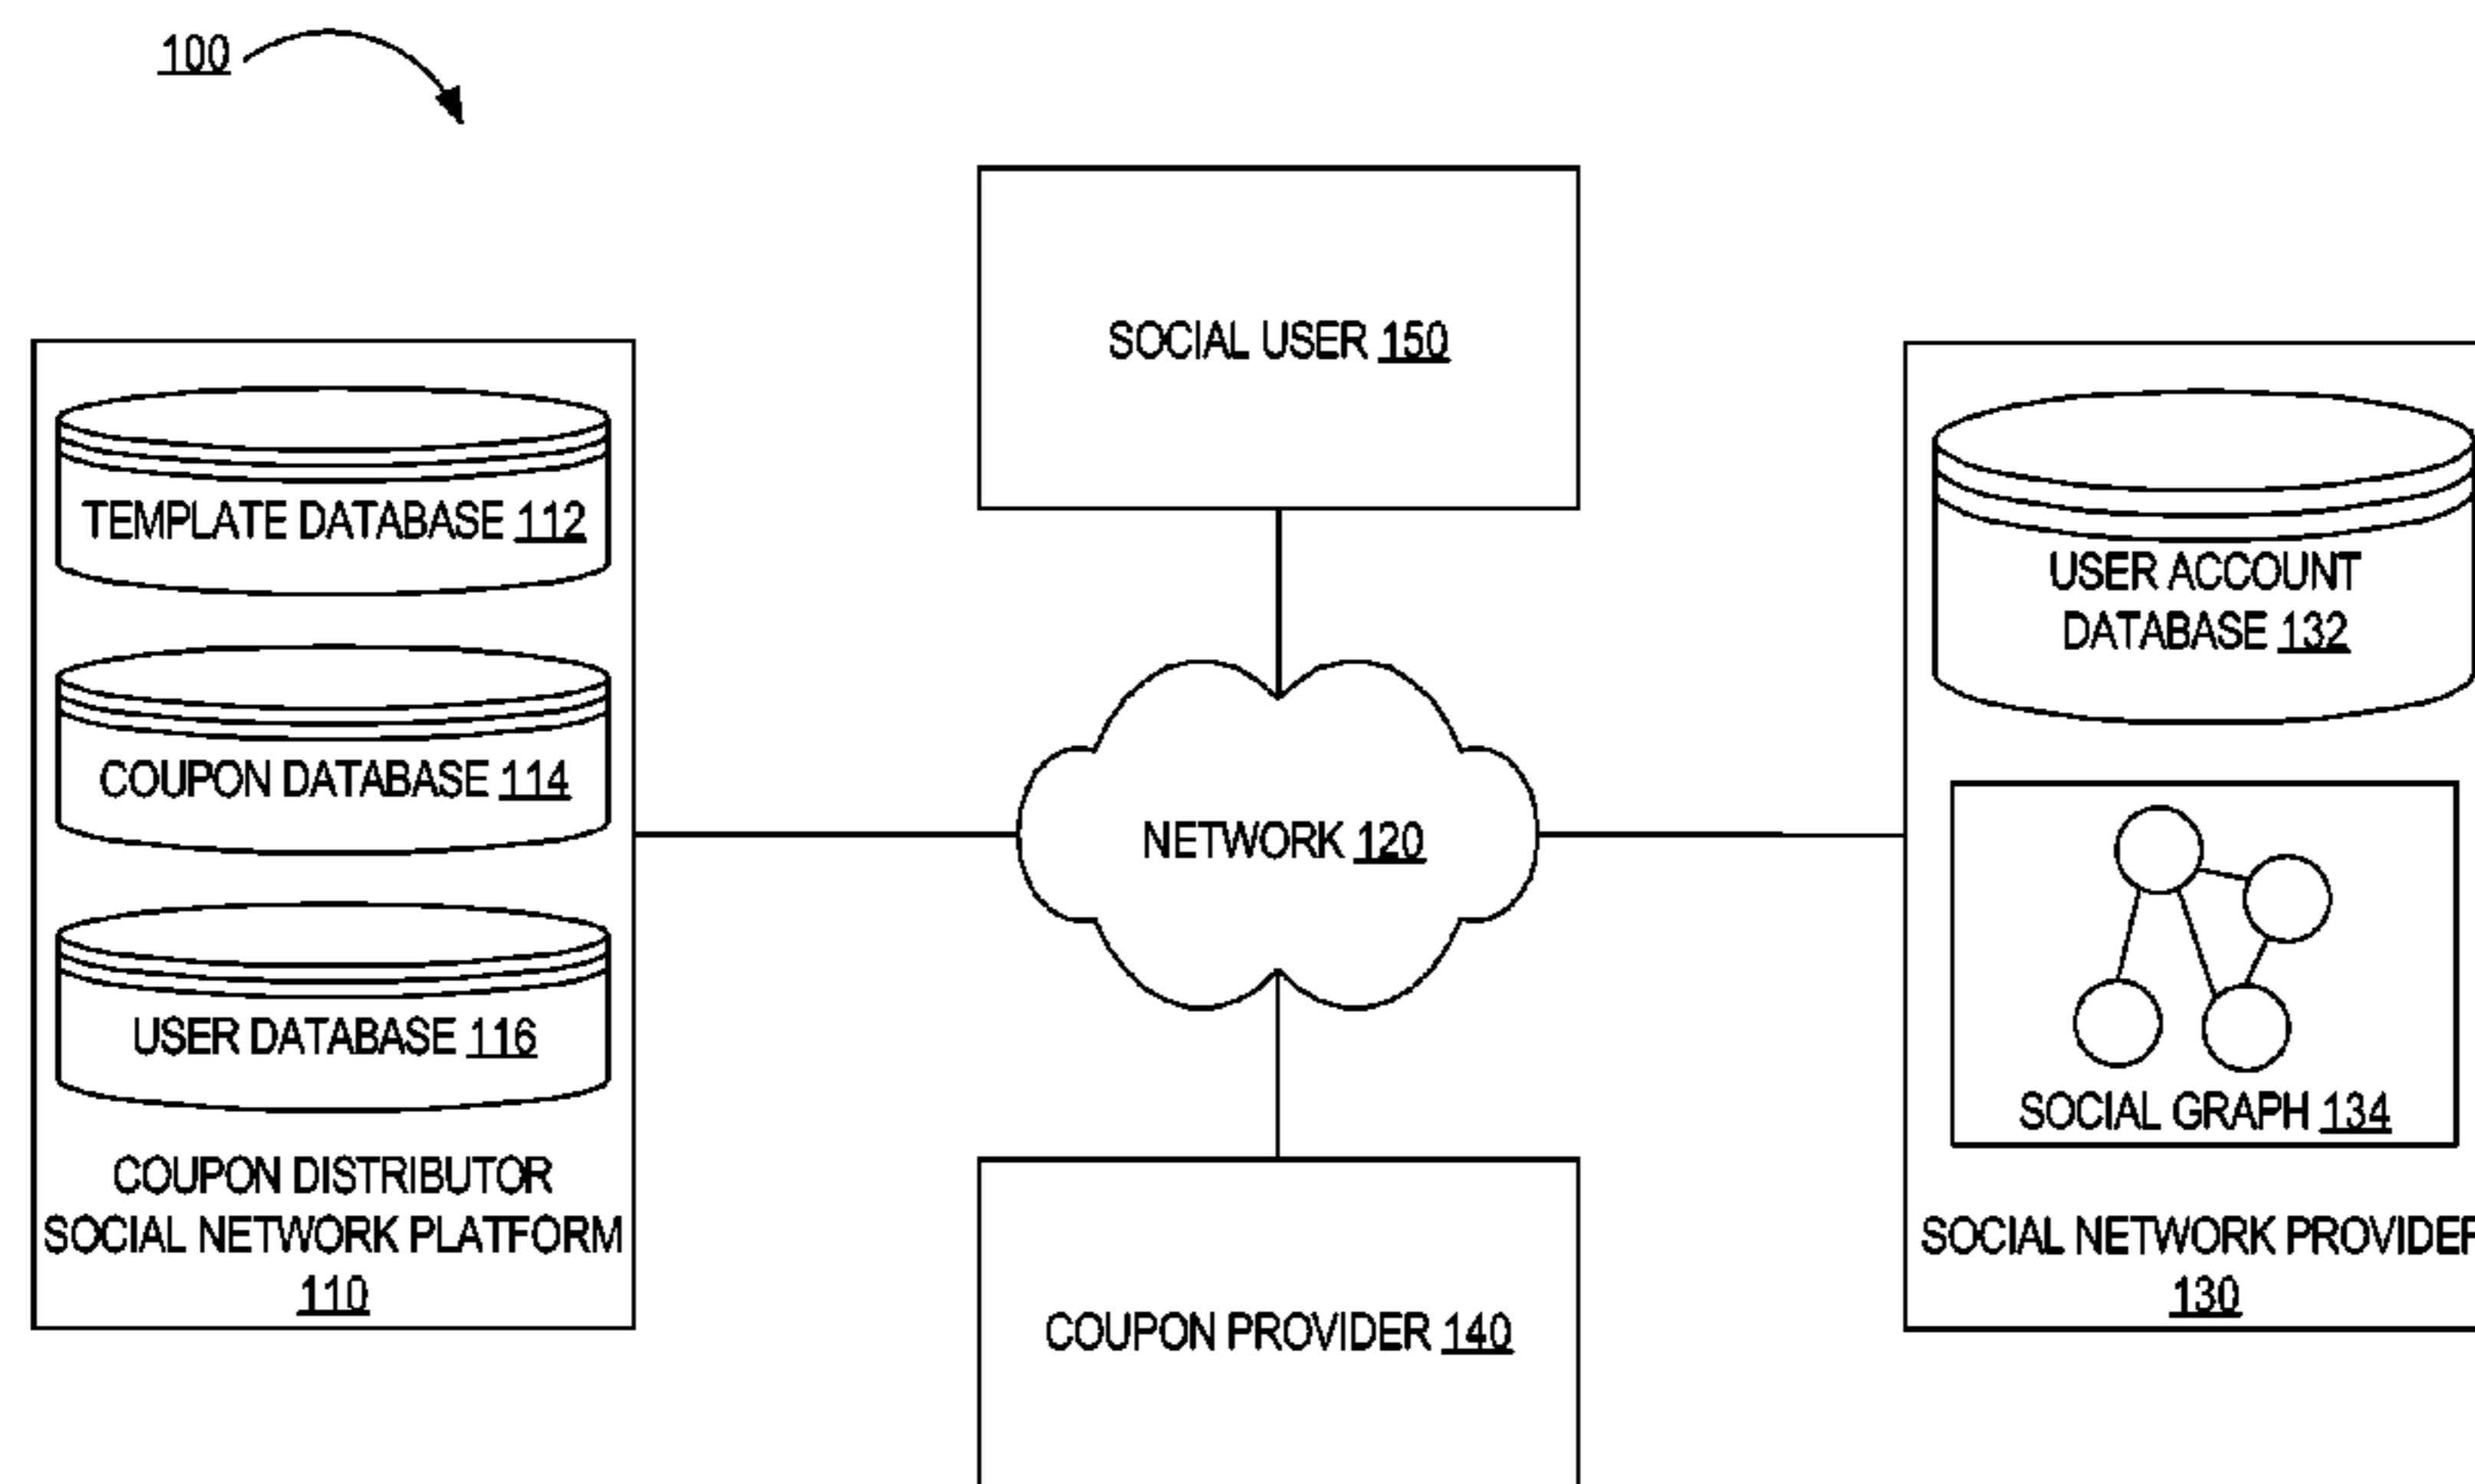 100
SOCIAL USER 150
TEMPLATE DATABASE 112
COUPON DATABASE 114
USER DATABASE 116
COUPON DISTRIBUTOR
SOCIAL NETWORK PLATFORM
110
NETWORK 120
COUPON PROVIDER 140
USER ACCOUNT
DATABASE 132
SOCIAL GRAPH 134
SOCIAL NETWORK PROVIDER
130